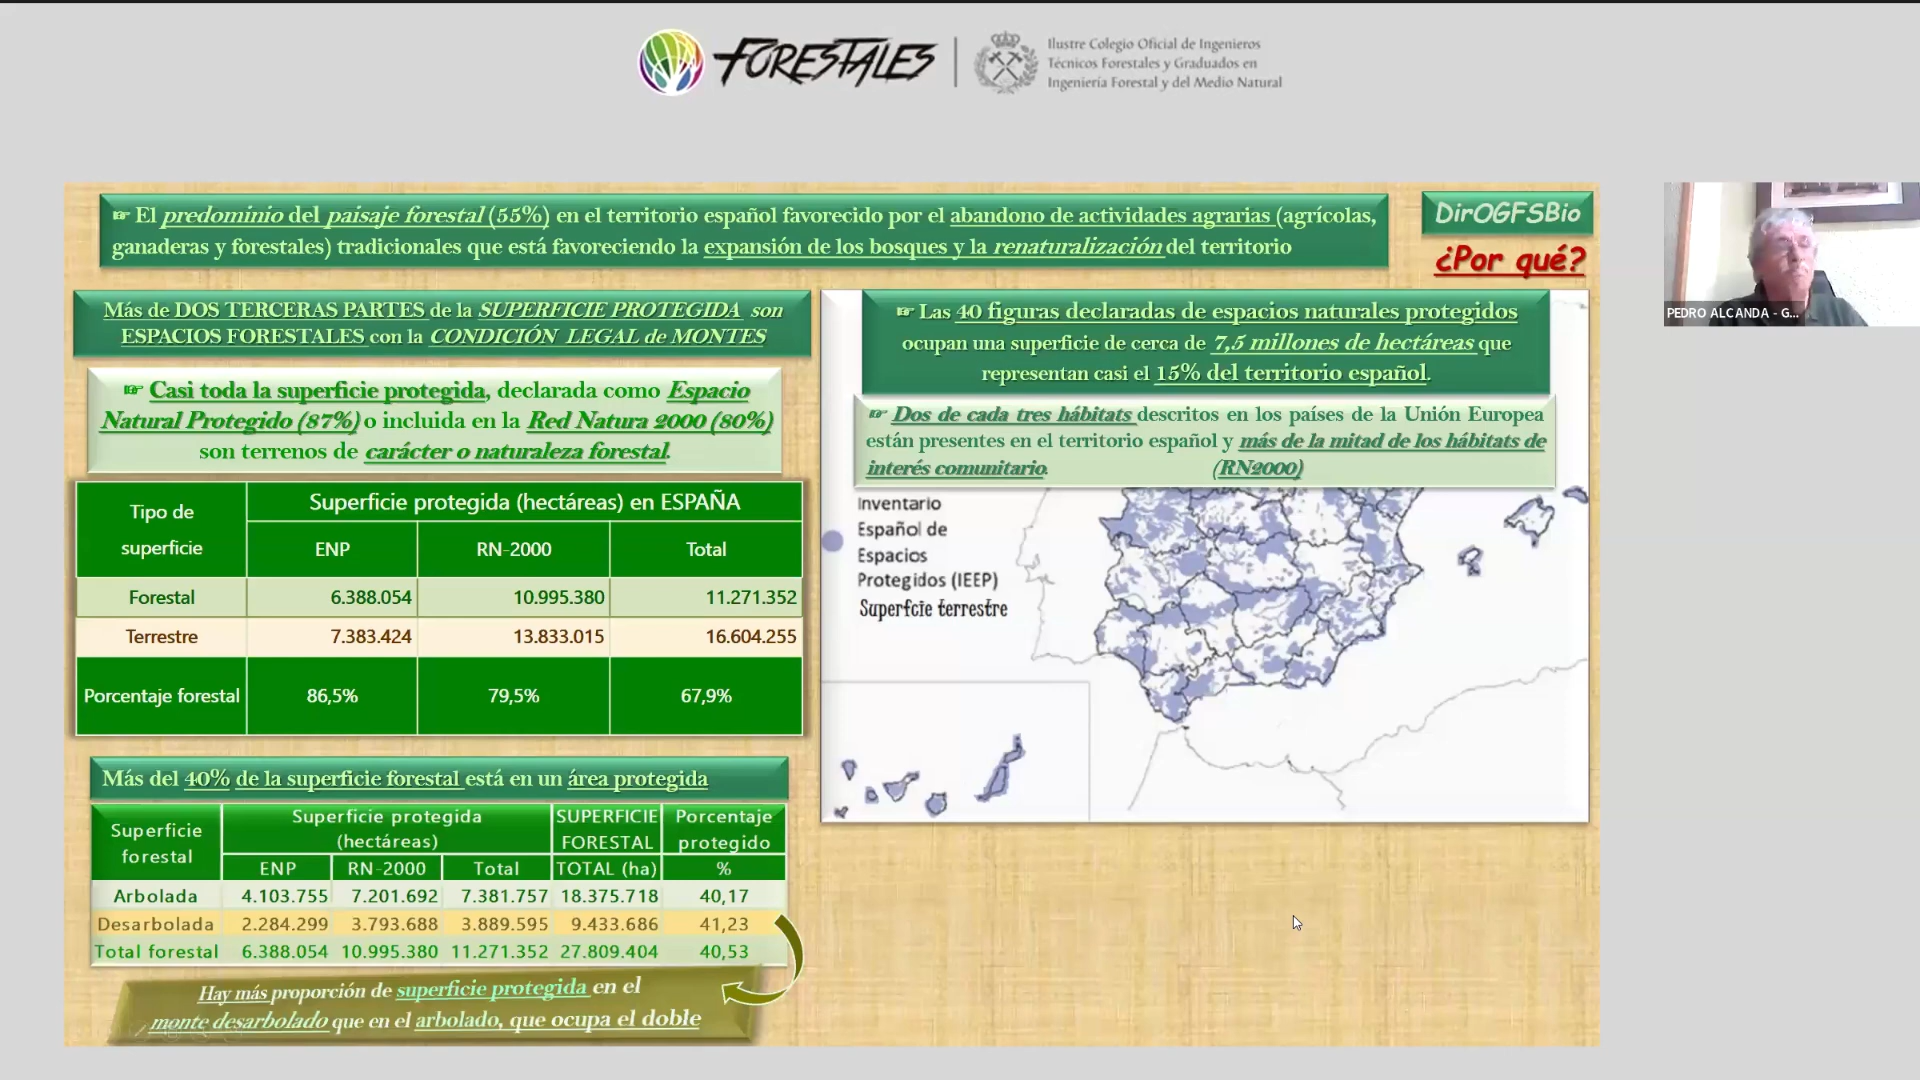 FORESTALES
Ilustre Colegio Oficial de Ingenieros
Técnicos Forestales y Graduados en
Ingeniería Forestal y del Medio Natural
☞ El predominio del paisaje forestal (55%) en el territorio español favorecido por el abandono de actividades agrarias (agrícolas,
ganaderas y forestales) tradicionales que está favoreciendo la expansión de los bosques y la renaturalización del territorio
DirOGFSBio
¿Por qué?
PEDRO ALCANDA - G...
Más de DOS TERCERAS PARTES de la SUPERFICIE PROTEGIDA son
ESPACIOS FORESTALES con la CONDICIÓN LEGAL de MONTES
☞ Casi toda la superficie protegida, declarada como Espacio
Natural Protegido (87%) o incluida en la Red Natura 2000 (80%)
son terrenos de carácter o naturaleza forestal.
Tipo de
superficie
Superficie protegida (hectáreas) en ESPAÑA
ENP RN-2000 Total
Forestal 6.388.054 10.995.380 11.271.352
Terrestre 7.383.424 13.833.015 16.604.255
Porcentaje forestal 86,5% 79,5% 67,9%
Más del 40% de la superficie forestal está en un área protegida
Superficie
forestal
Superficie protegida
(hectáreas)
SUPERFICIE
FORESTAL
Porcentaje
protegido
ENP RN-2000 Total TOTAL (ha) %
Arbolada 4.103.755 7.201.692 7.381.757 18.375.718 40,17
Desarbolada 2.284.299 3.793.688 3.889.595 9.433.686 41,23
Total forestal 6.388.054 10.995.380 11.271.352 27.809.404 40,53
Hay más proporción de superficie protegida en el
monte desarbolado que en el arbolado, que ocupa el doble
☞ Las 40 figuras declaradas de espacios naturales protegidos
ocupan una superficie de cerca de 7,5 millones de hectáreas que
representan casi el 15% del territorio español.
☞ Dos de cada tres hábitats descritos en los países de la Unión Europea
están presentes en el territorio español y más de la mitad de los hábitats de
interés comunitario. (RN2000)
Inventario
Español de
Espacios
Protegidos (IEEP)
Superfcie terrestre